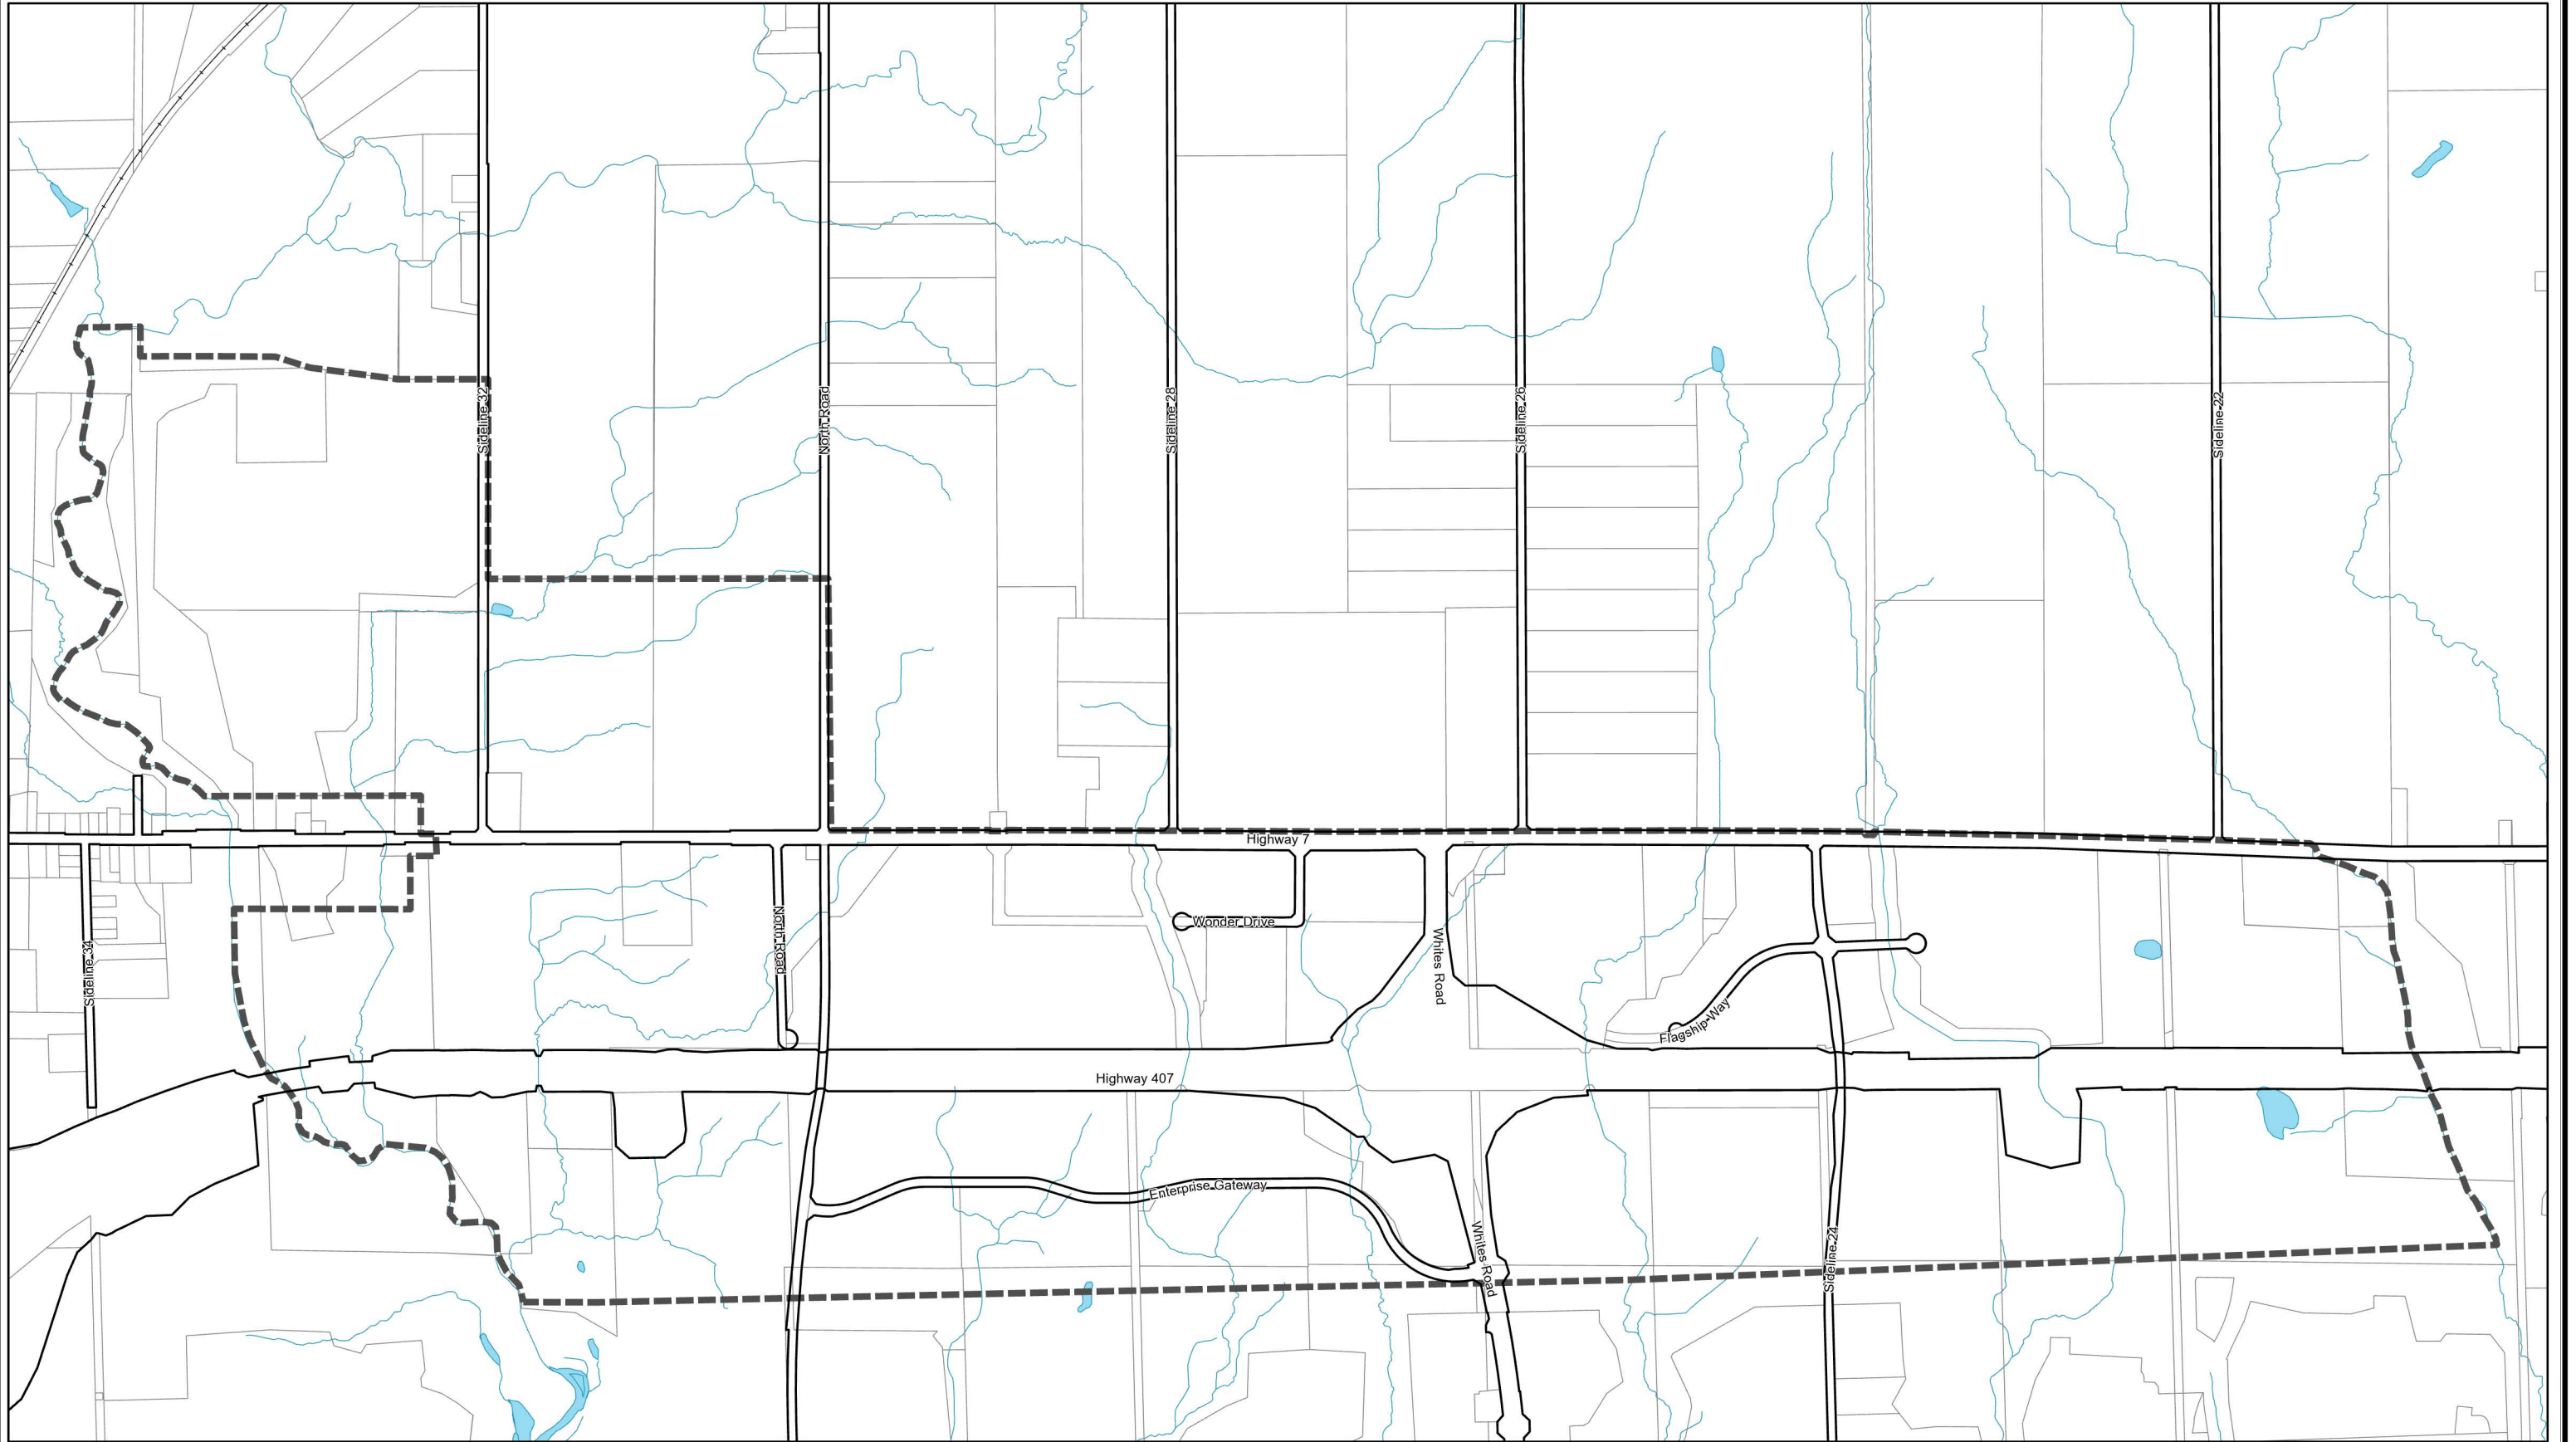 Sideline 32
North Road
Sideline 28
Sideline 26
Sideline 22
Highway 7
Wonder Drive
North Road
Sideline 34
Whites Road
Flagship Way
Highway 407
Enterprise Gateway
Whites Road
Sideline 24